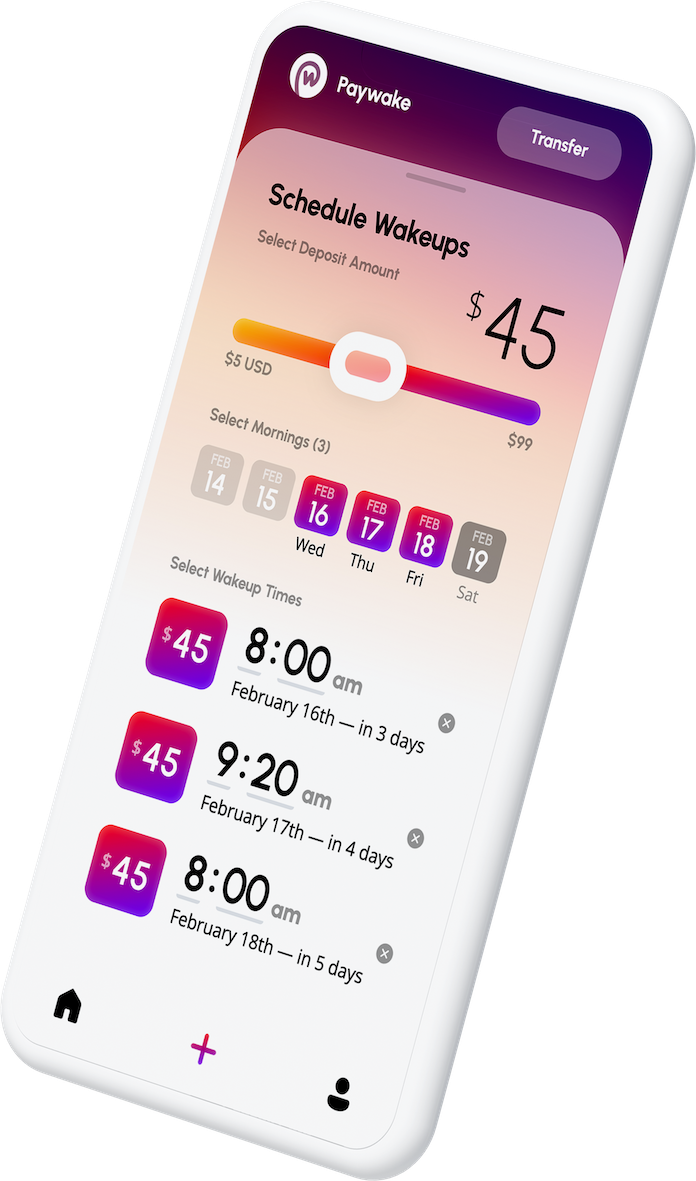 Paywake
Transfer
Schedule Wakeups
Select Deposit Amount
$45
$5 USD
$99
Select Mornings (3)
FEB 14 FEB 15 FEB 16 FEB 17 FEB 18 FEB 19
Wed Thu Fri Sat
Select Wakeup Times
$45 8:00 am
February 16th — in 3 days
$45 9:20 am
February 17th — in 4 days
$45 8:00 am
February 18th — in 5 days